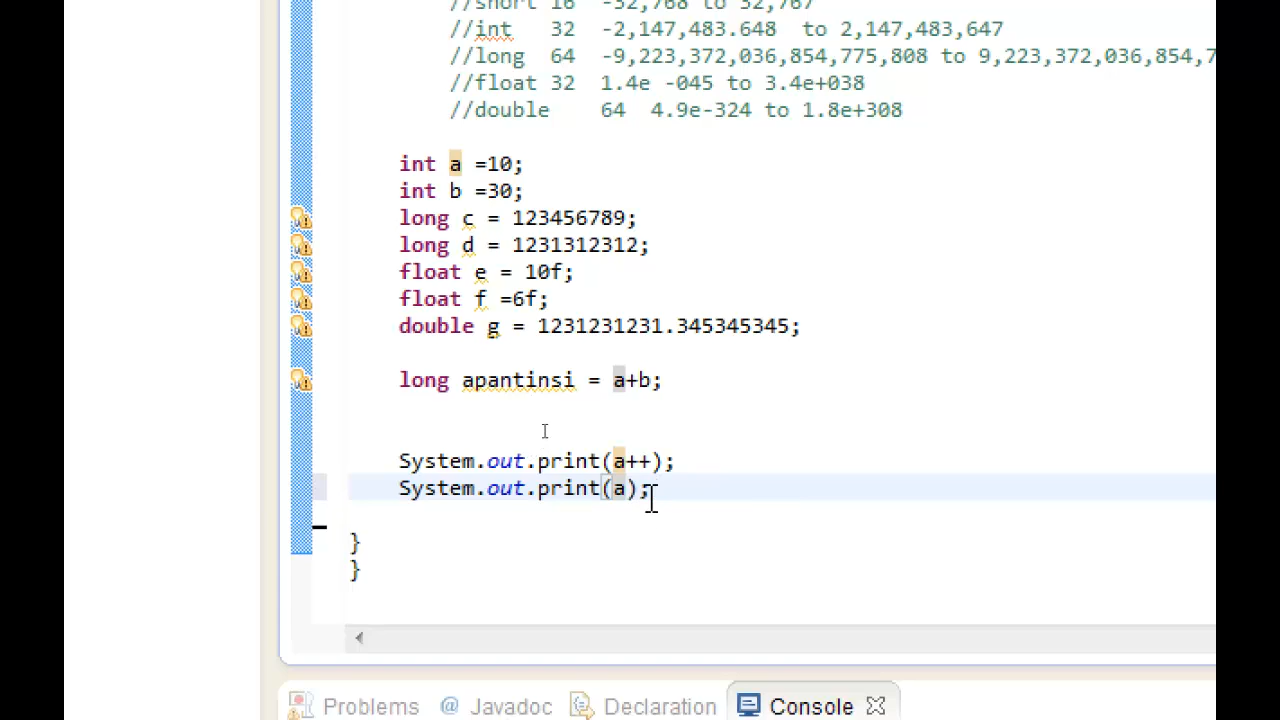 //short 16 -32,768 to 32,767
//int 32 -2,147,483.648 to 2,147,483,647
//long 64 -9,223,372,036,854,775,808 to 9,223,372,036,854,7
//float 32 1.4e -045 to 3.4e+038
//double 64 4.9e-324 to 1.8e+308
int a =10;
int b =30;
long c = 123456789;
long d = 1231312312;
float e = 10f;
float f =6f;
double g = 1231231231.345345345;
long apantinsi = a+b;
System.out.print(a++);
System.out.print(a);
}
}
Problems @ Javadoc Declaration Console